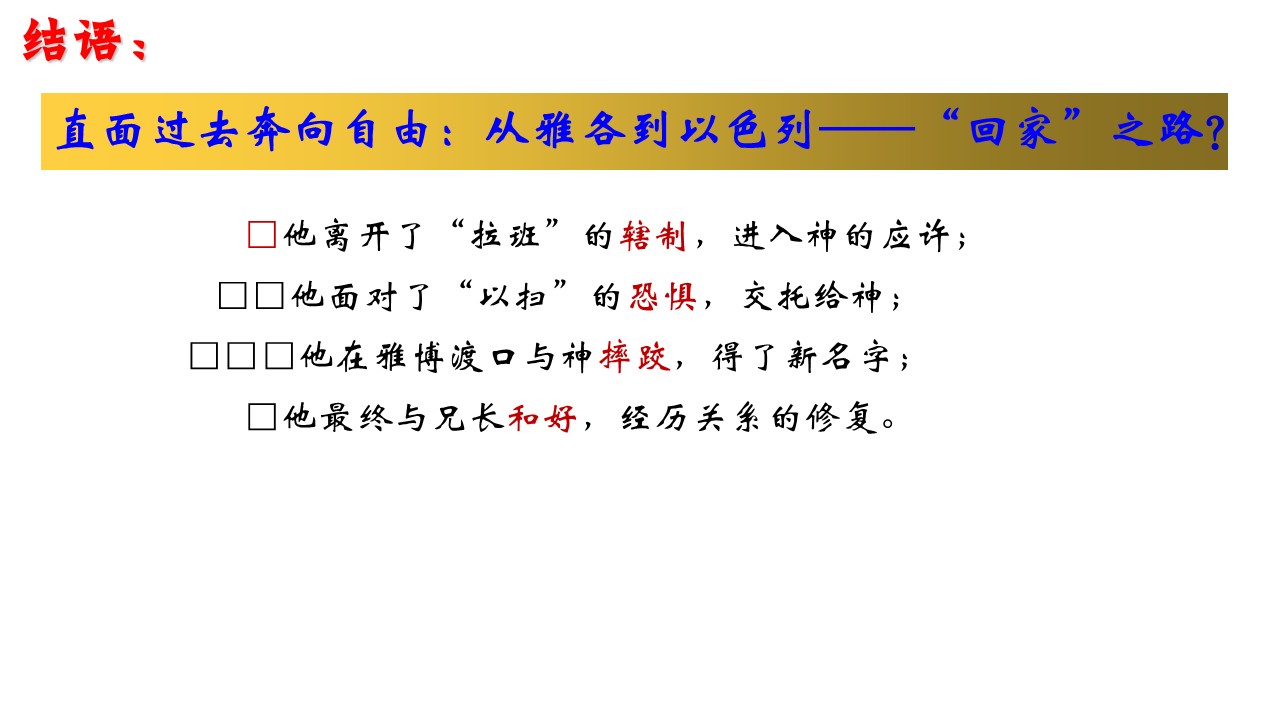 结语：
直面过去奔向自由：从雅各到以色列——“回家”之路?
□他离开了“拉班”的辖制，进入神的应许；
□□他面对了“以扫”的恐惧，交托给神；
□□□他在雅博渡口与神摔跤，得了新名字；
□他最终与兄长和好，经历关系的修复。